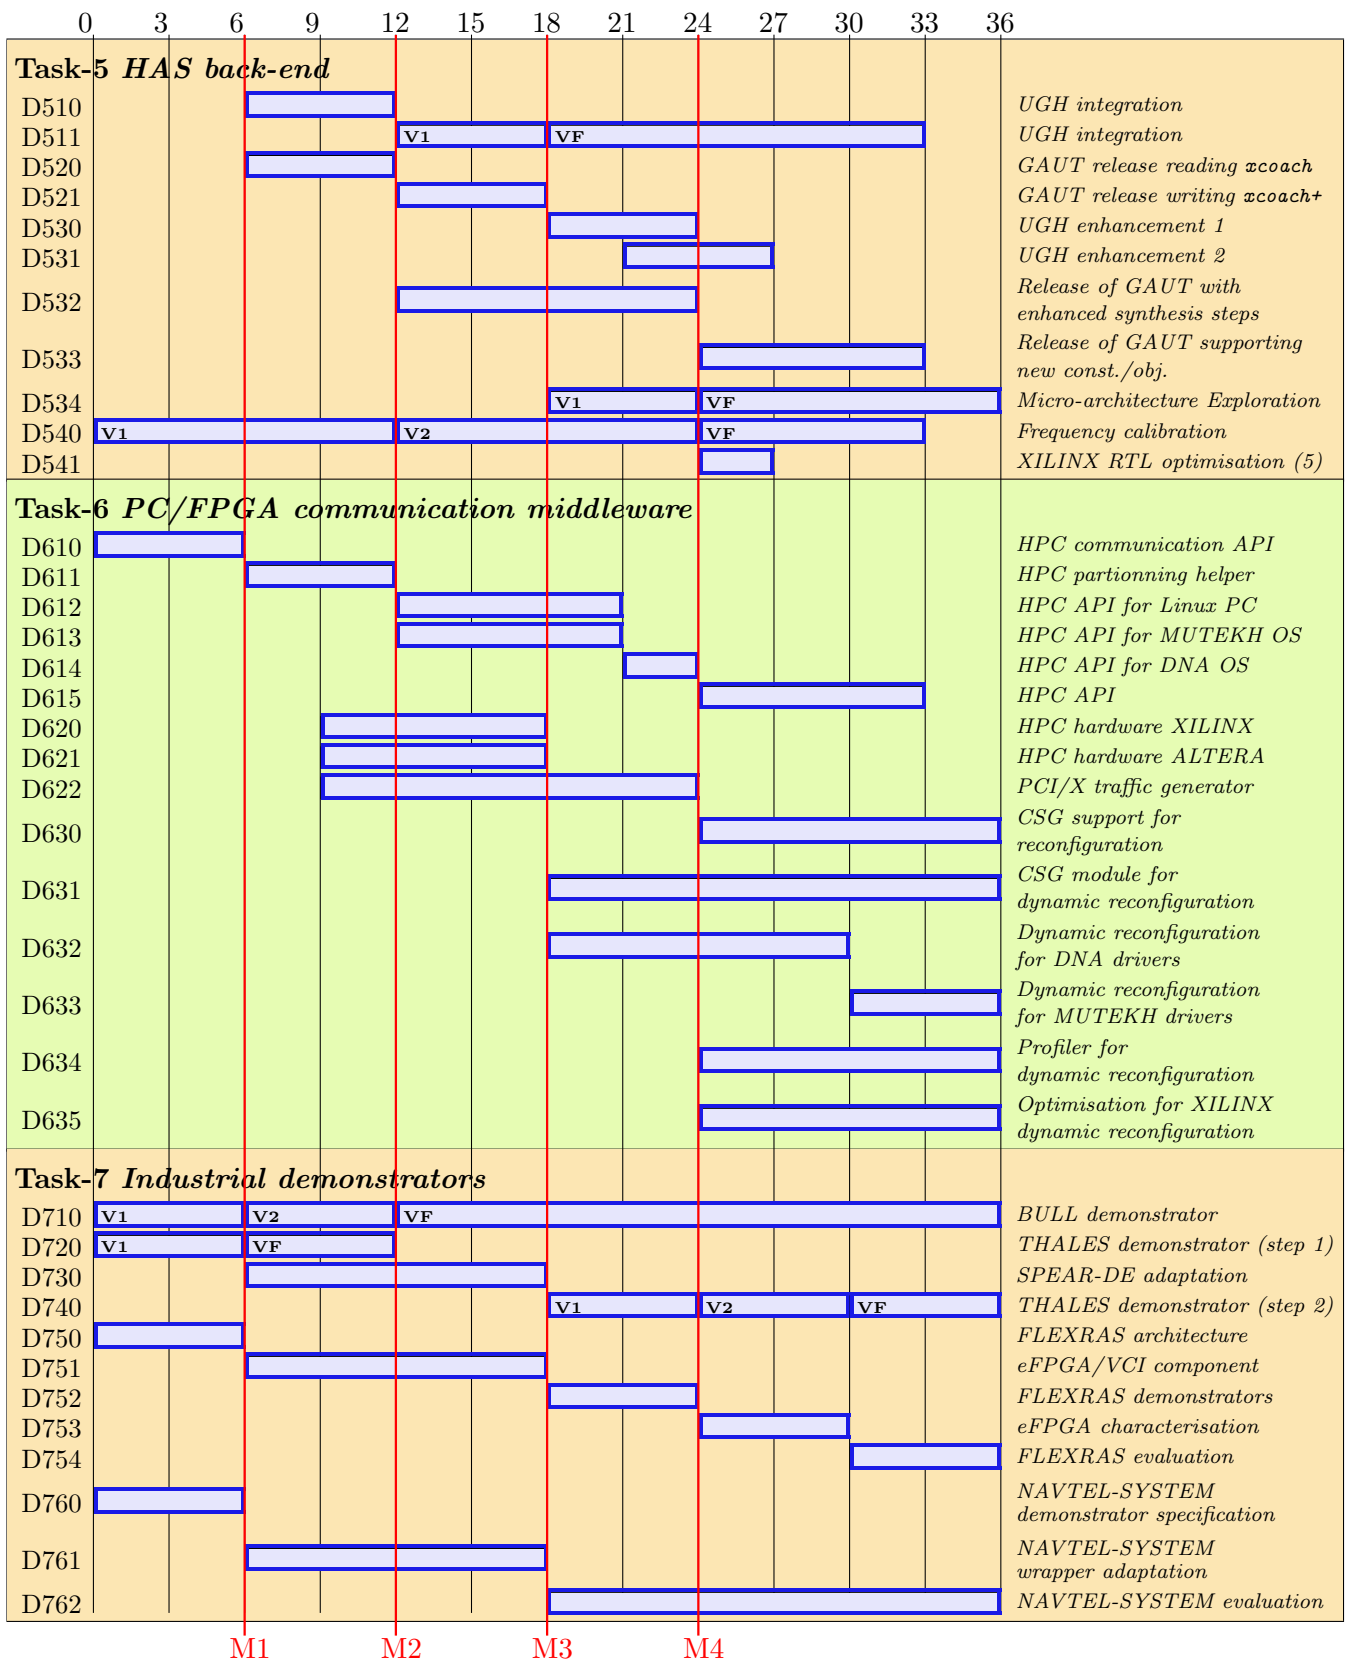 0 3 6 9 12 15 18 21 24 27 30 33 36
Task-5 HAS back-end
D510 UGH integration
D511 V1 VF UGH integration
D520 GAUT release reading xcoach
D521 GAUT release writing xcoach+
D530 UGH enhancement 1
D531 UGH enhancement 2
D532 Release of GAUT with
enhanced synthesis steps
D533 Release of GAUT supporting
new const./obj.
D534 V1 VF Micro-architecture Exploration
D540 V1 V2 VF Frequency calibration
D541 XILINX RTL optimisation (5)
Task-6 PC/FPGA communication middleware
D610 HPC communication API
D611 HPC partionning helper
D612 HPC API for Linux PC
D613 HPC API for MUTEKH OS
D614 HPC API for DNA OS
D615 HPC API
D620 HPC hardware XILINX
D621 HPC hardware ALTERA
D622 PCI/X traffic generator
D630 CSG support for
reconfiguration
D631 CSG module for
dynamic reconfiguration
D632 Dynamic reconfiguration
for DNA drivers
D633 Dynamic reconfiguration
for MUTEKH drivers
D634 Profiler for
dynamic reconfiguration
D635 Optimisation for XILINX
dynamic reconfiguration
Task-7 Industrial demonstrators
D710 V1 V2 VF BULL demonstrator
D720 V1 VF THALES demonstrator (step 1)
D730 SPEAR-DE adaptation
D740 V1 V2 VF THALES demonstrator (step 2)
D750 FLEXRAS architecture
D751 eFPGA/VCI component
D752 FLEXRAS demonstrators
D753 eFPGA characterisation
D754 FLEXRAS evaluation
D760 NAVTEL-SYSTEM
demonstrator specification
D761 NAVTEL-SYSTEM
wrapper adaptation
D762 NAVTEL-SYSTEM evaluation
M1 M2 M3 M4